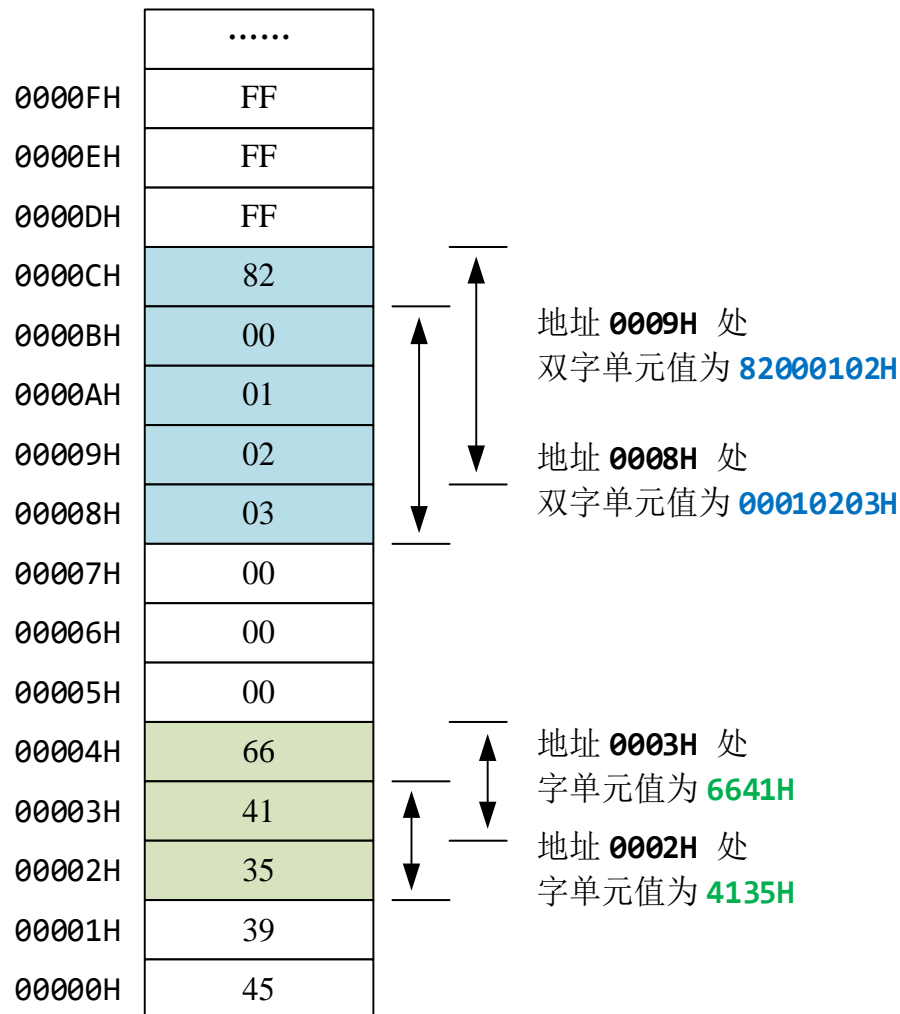 ……
0000FH FF
0000EH FF
0000DH FF
0000CH 82
0000BH 00
0000AH 01
00009H 02
00008H 03
00007H 00
00006H 00
00005H 00
00004H 66
00003H 41
00002H 35
00001H 39
00000H 45
地址 0009H 处
双字单元值为 82000102H
地址 0008H 处
双字单元值为 00010203H
地址 0003H 处
字单元值为 6641H
地址 0002H 处
字单元值为 4135H